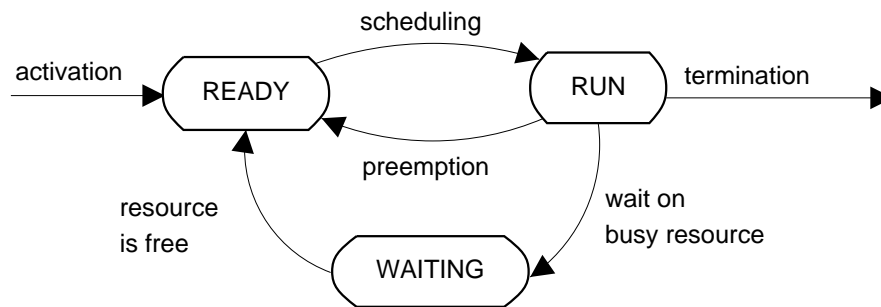 scheduling
activation
READY
RUN
termination
preemption
resource
is free
wait on
busy resource
WAITING